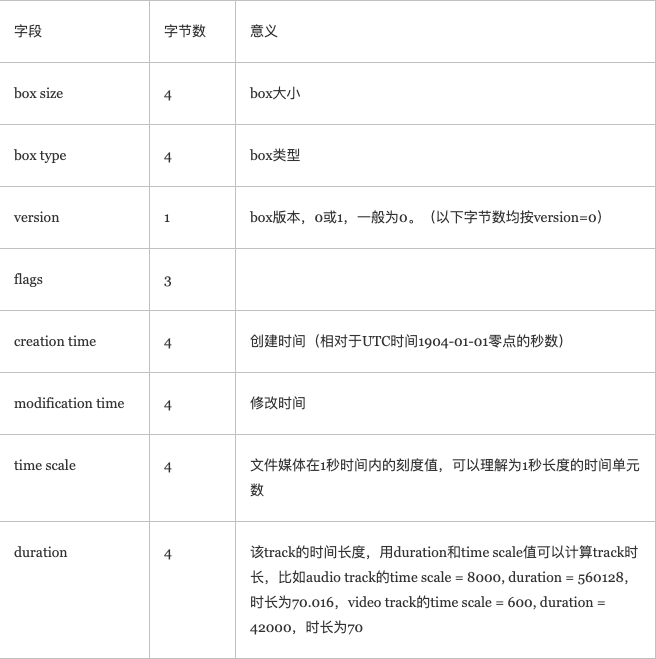 字段 字节数 意义
box size 4 box大小
box type 4 box类型
version 1 box版本，0或1，一般为0。（以下字节数均按version=0）
flags 3
creation time 4 创建时间（相对于UTC时间1904-01-01零点的秒数）
modification time 4 修改时间
time scale 4 文件媒体在1秒时间内的刻度值，可以理解为1秒长度的时间单元
数
duration 4 该track的时间长度，用duration和time scale值可以计算track时
长，比如audio track的time scale = 8000, duration = 560128，
时长为70.016，video track的time scale = 600, duration =
42000，时长为70